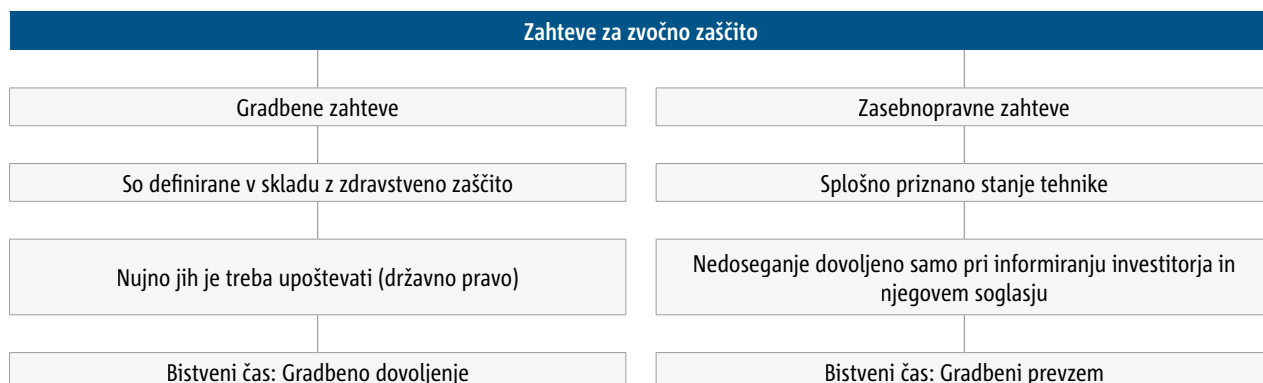 Zahteve za zvočno zaščito
Gradbene zahteve
Zasebnopravne zahteve
So definirane v skladu z zdravstveno zaščito
Splošno priznano stanje tehnike
Nujno jih je treba upoštevati (državno pravo)
Nedoseganje dovoljeno samo pri informiranju investitorja in
njegovem soglasju
Bistveni čas: Gradbeno dovoljenje
Bistveni čas: Gradbeni prevzem